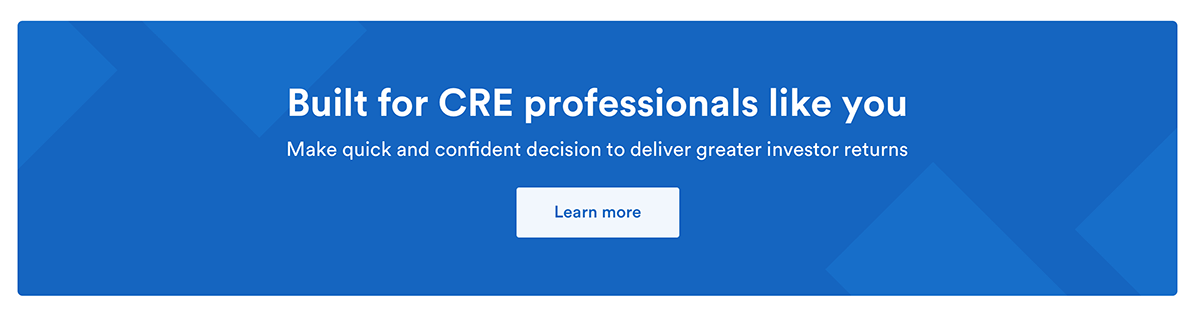 Built for CRE professionals like you
Make quick and confident decision to deliver greater investor returns
Learn more